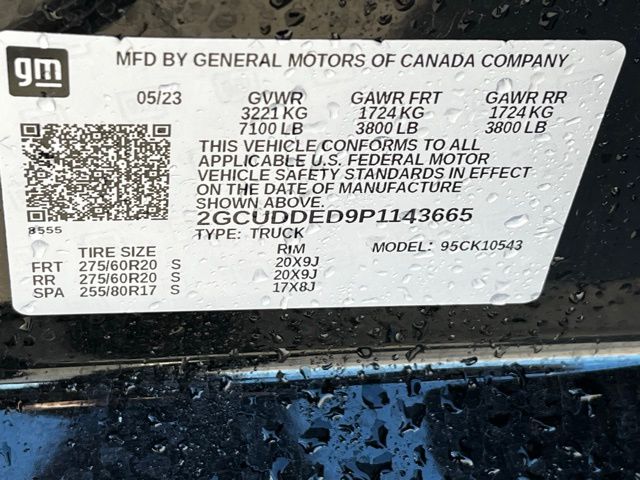 gm
MFD BY GENERAL MOTORS OF CANADA COMPANY
05/23 GVWR GAWR FRT GAWR RR
3221 KG 1724 KG 1724 KG
7100 LB 3800 LB 3800 LB
THIS VEHICLE CONFORMS TO ALL
APPLICABLE U.S. FEDERAL MOTOR
VEHICLE SAFETY STANDARDS IN EFFECT
ON THE DATE OF MANUFACTURE
SHOWN ABOVE.
8555 2GCUDDED9P1143665
TYPE: TRUCK MODEL: 95CK10543
TIRE SIZE RIM
FRT 275/60R20 S 20X9J
RR 275/60R20 S 20X9J
SPA 255/80R17 S 17X8J